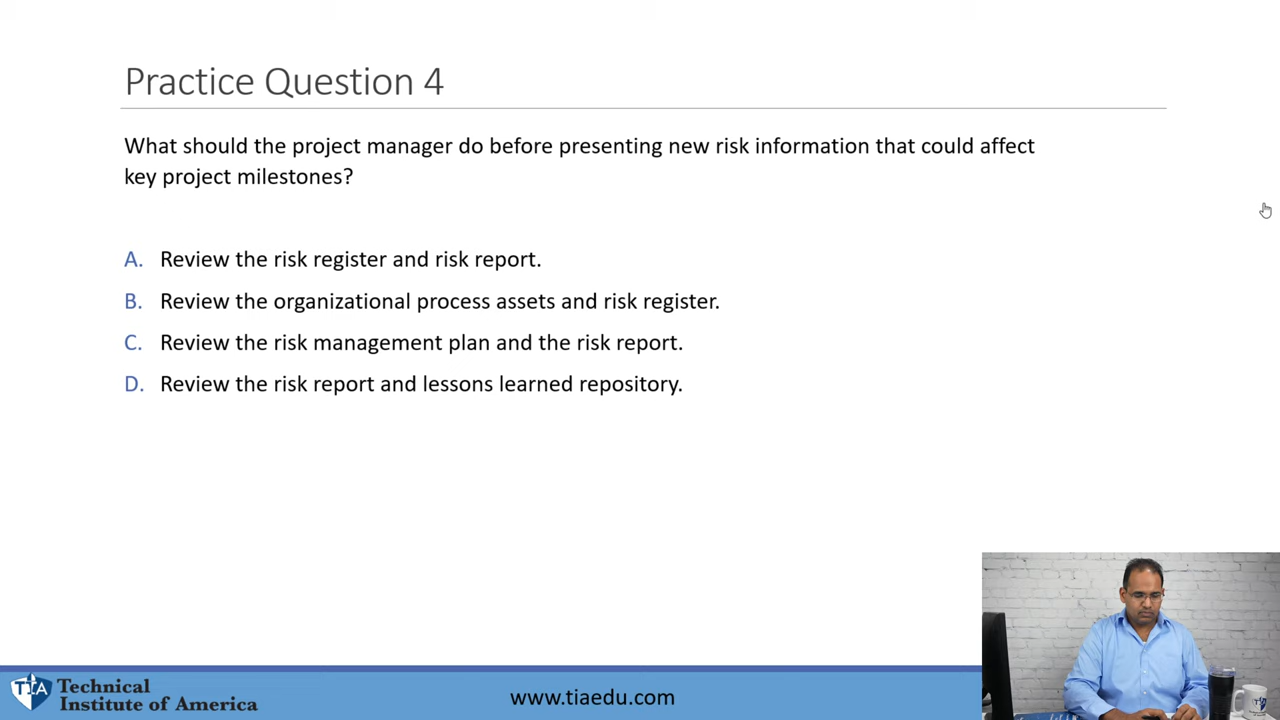 Practice Question 4
What should the project manager do before presenting new risk information that could affect
key project milestones?
A. Review the risk register and risk report.
B. Review the organizational process assets and risk register.
C. Review the risk management plan and the risk report.
D. Review the risk report and lessons learned repository.
TIA
Technical
Institute of America
www.tiaedu.com